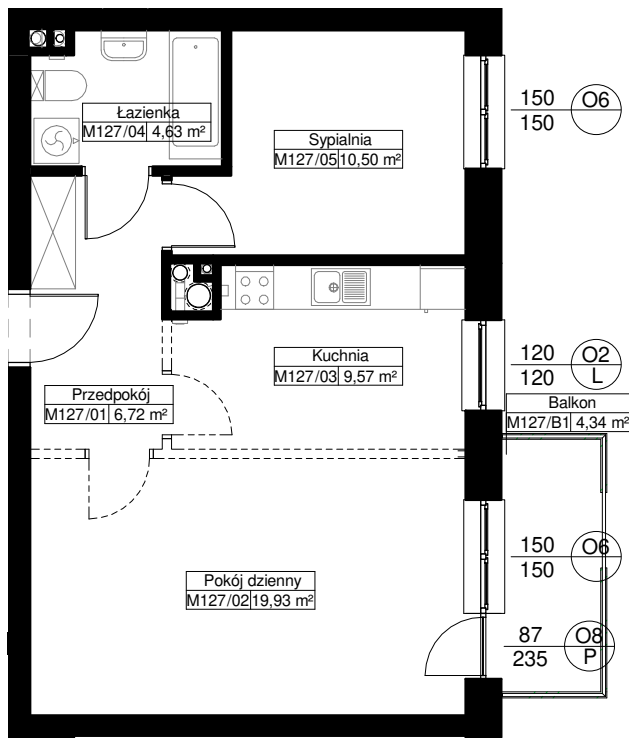 Łazienka
M127/04 4,63 m²
150
150
O6
Sypialnia
M127/05 10,50 m²
Kuchnia
M127/03 9,57 m²
120
120
O2
L
Przedpokój
M127/01 6,72 m²
Balkon
M127/B1 4,34 m²
150
150
O6
Pokój dzienny
M127/02 19,93 m²
87
235
O8
P